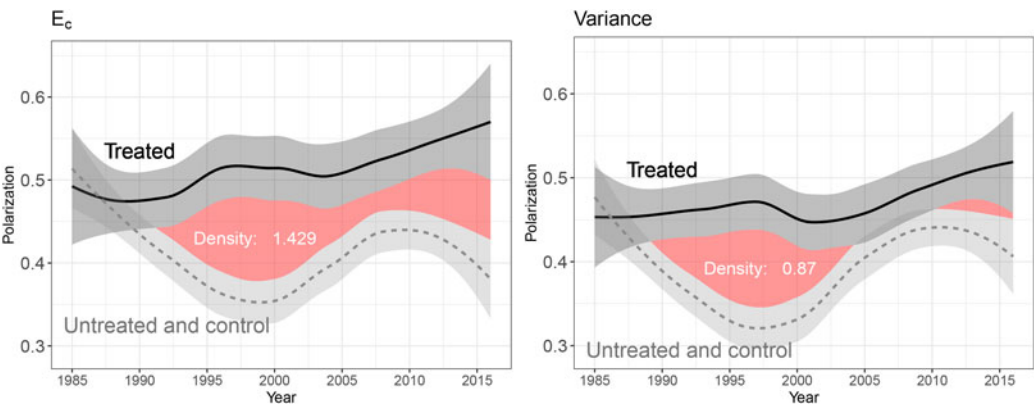 E_c
Polarization
0.6
0.5
0.4
0.3
Treated
Density: 1.429
Untreated and control
1985 1990 1995 2000 2005 2010 2015
Year
Variance
Polarization
0.6
0.5
0.4
0.3
Treated
Density: 0.87
Untreated and control
1985 1990 1995 2000 2005 2010 2015
Year